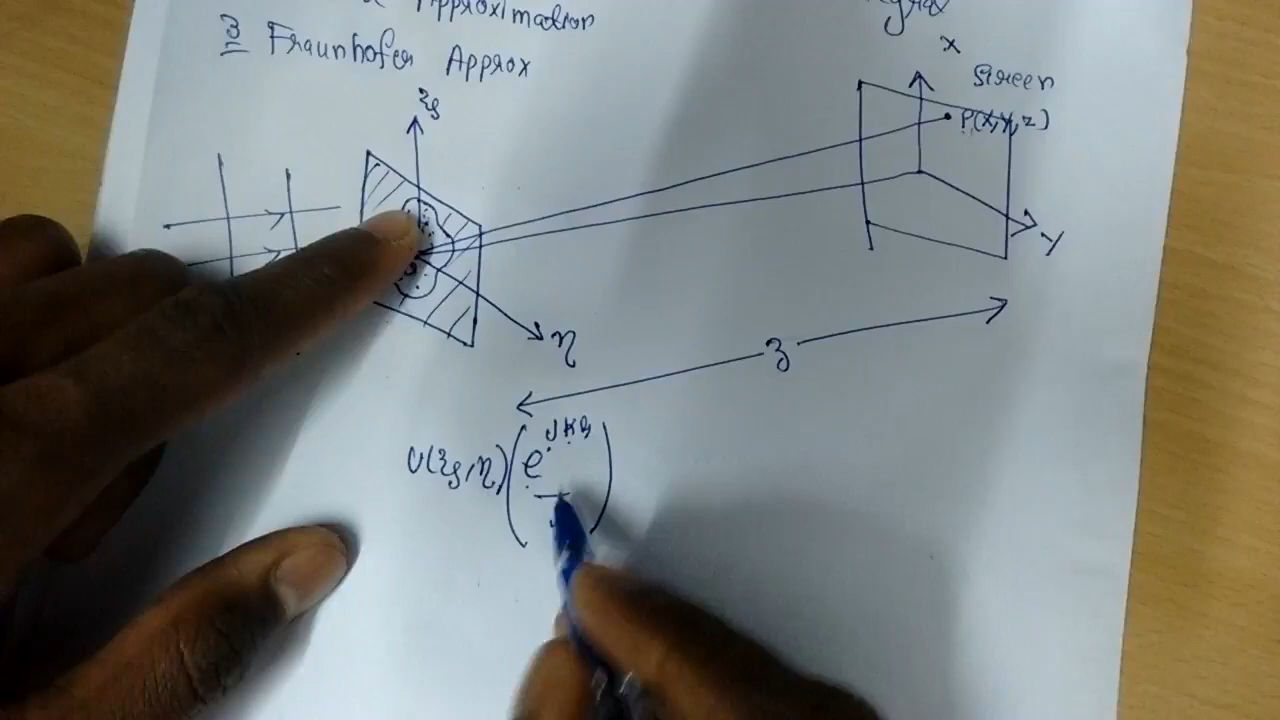 Approximation
3 Fraunhofer Approx
x
Screen
ξ
P(x,y,z)
y
η
z
U(ξ,η)(e^jkz